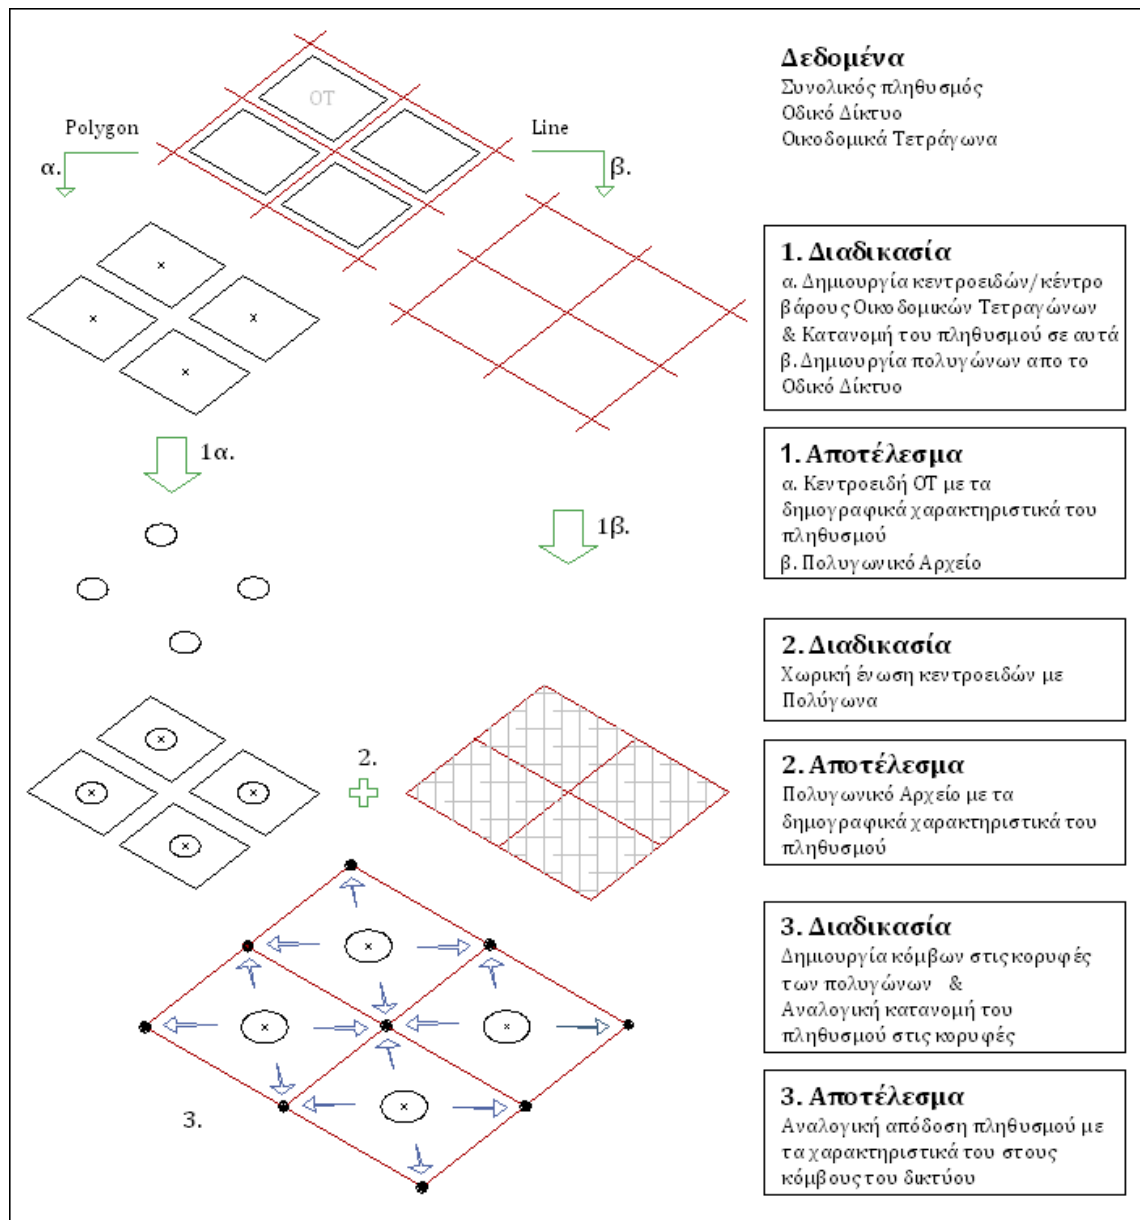 Δεδομένα
Συνολικός πληθυσμός
Οδικό Δίκτυο
Οικοδομικά Τετράγωνα
ΟΤ
Polygon
Line
α.
β.
1. Διαδικασία
α. Δημιουργία κεντροειδών/κέντρο
βάρους Οικοδομικών Τετραγώνων
& Κατανομή του πληθυσμού σε αυτά
β. Δημιουργία πολυγώνων απο το
Οδικό Δίκτυο
1α.
1β.
1. Αποτέλεσμα
α. Κεντροειδή ΟΤ με τα
δημογραφικά χαρακτηριστικά του
πληθυσμού
β. Πολυγωνικό Αρχείο
2. Διαδικασία
Χωρική ένωση κεντροειδών με
Πολύγωνα
2.
2. Αποτέλεσμα
Πολυγωνικό Αρχείο με τα
δημογραφικά χαρακτηριστικά του
πληθυσμού
3. Διαδικασία
Δημιουργία κόμβων στις κορυφές
των πολυγώνων &
Αναλογική κατανομή του
πληθυσμού στις κορυφές
3.
3. Αποτέλεσμα
Αναλογική απόδοση πληθυσμού με
τα χαρακτηριστικά του στους
κόμβους του δικτύου